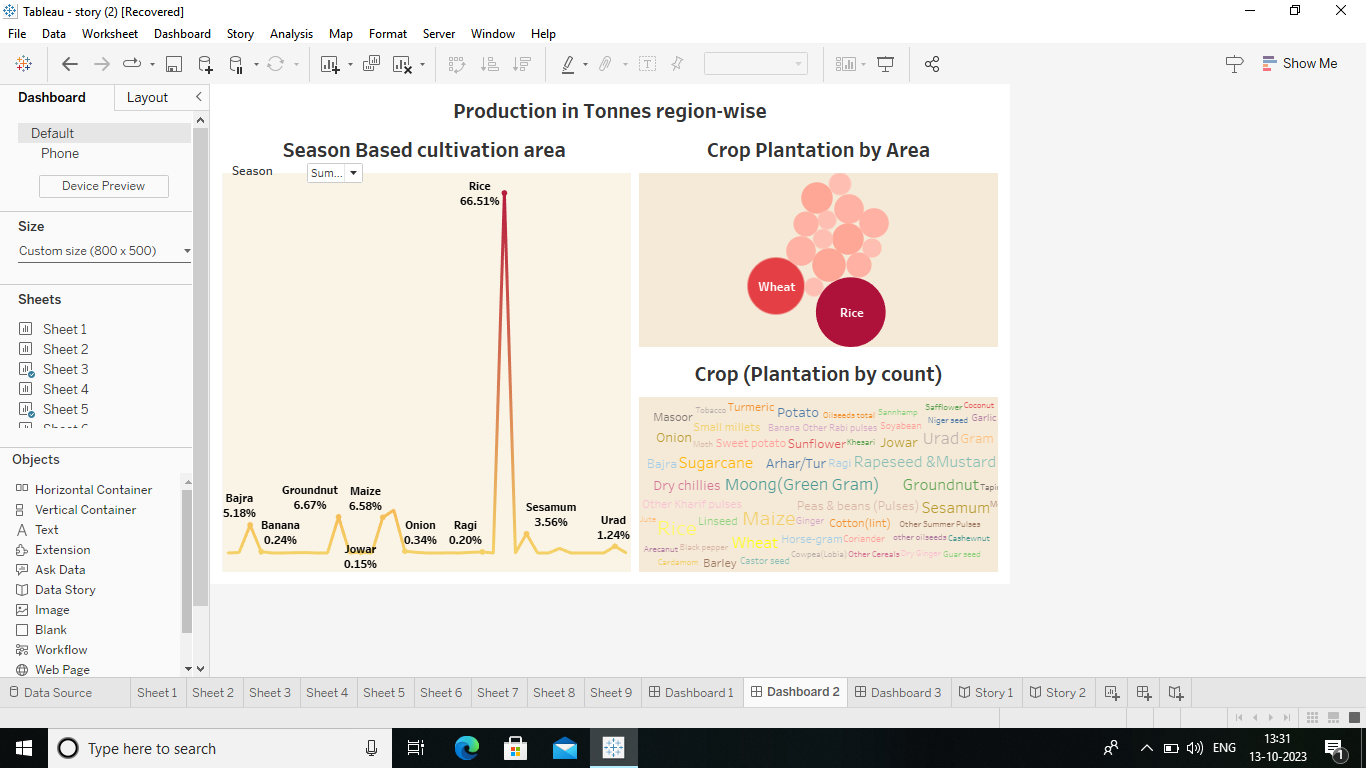 Tableau - story (2) [Recovered]
File Data Worksheet Dashboard Story Analysis Map Format Server Window Help
Show Me
Dashboard Layout
Default
Phone
Device Preview
Size
Custom size (800 x 500)
Sheets
Sheet 1
Sheet 2
Sheet 3
Sheet 4
Sheet 5
Objects
Horizontal Container
Vertical Container
Text
Extension
Ask Data
Data Story
Image
Blank
Workflow
Web Page
Production in Tonnes region-wise
Season Based cultivation area
Season
Sum...
Rice
66.51%
Bajra
5.18%
Banana
0.24%
Groundnut
6.67%
Maize
6.58%
Jowar
0.15%
Onion
0.34%
Ragi
0.20%
Sesamum
3.56%
Urad
1.24%
Crop Plantation by Area
Wheat
Rice
Crop (Plantation by count)
Masoor Tobacco Turmeric Potato Oilseeds total Sannhamp Safflower Coconut
Small millets Banana Other Rabi pulses Soyabean Niger seed Garlic
Onion Moth Sweet potato Sunflower Khesari Jowar Urad Gram
Bajra Sugarcane Arhar/Tur Ragi Rapeseed &Mustard
Dry chillies Moong(Green Gram) Groundnut
Other Kharif pulses Peas & beans (Pulses) Sesamum
Jute Rice Linseed Maize Ginger Cotton(lint) Other Summer Pulses
Arecanut Black pepper Wheat Horse-gram Coriander other oilseeds Cashewnut
Cowpea(Lobia) Other Cereals Dry Ginger Guar seed
Cardamom Barley Castor seed
Data Source Sheet 1 Sheet 2 Sheet 3 Sheet 4 Sheet 5 Sheet 6 Sheet 7 Sheet 8 Sheet 9 Dashboard 1 Dashboard 2 Dashboard 3 Story 1 Story 2
Type here to search
ENG
13:31
13-10-2023
1